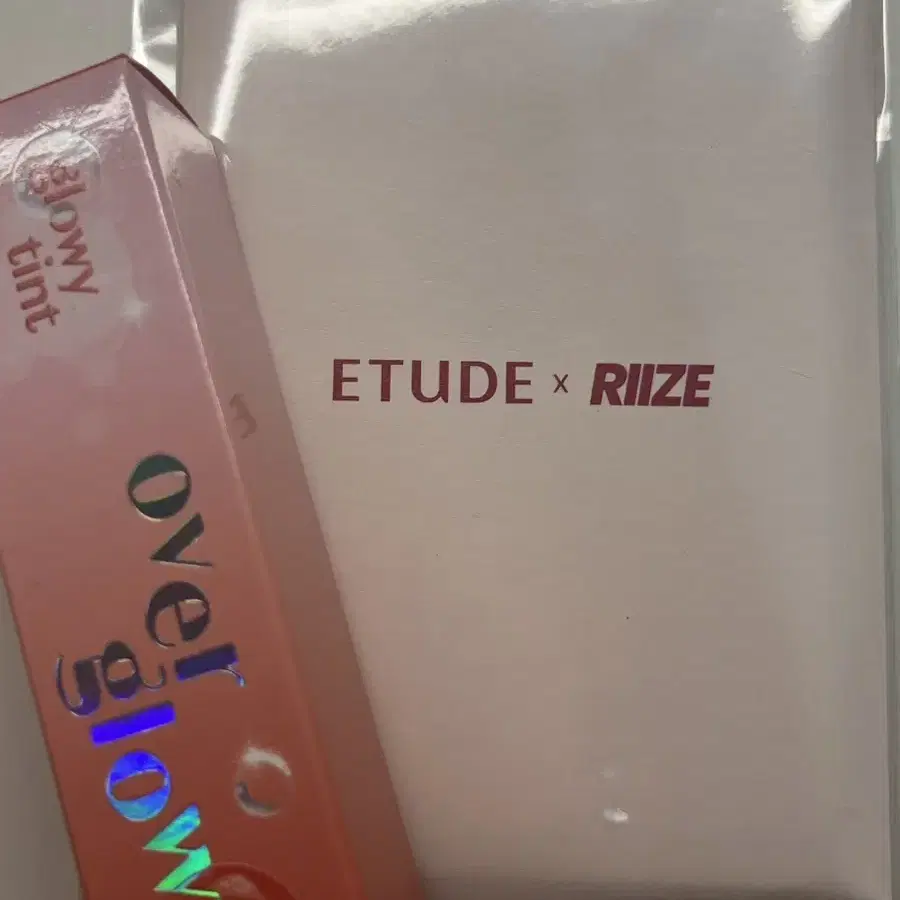 glowy
tint
over
glow
ETUDE x RIIZE